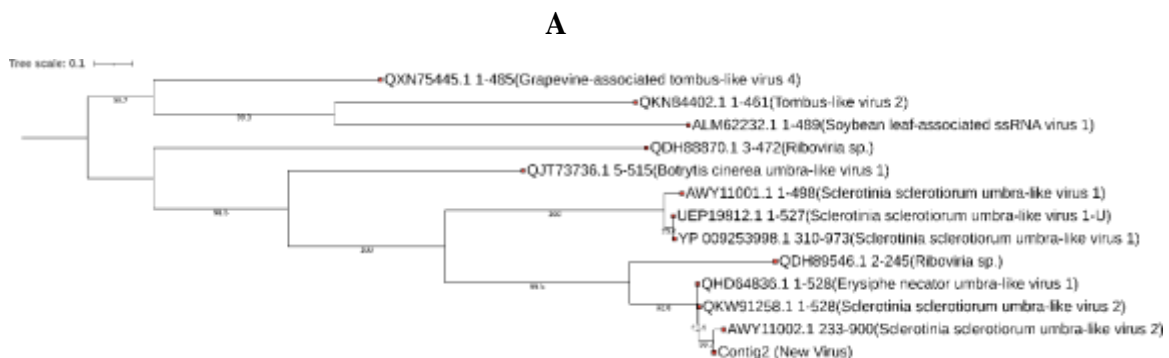 A
Tree scale: 0.1
QXN75445.1 1-485(Grapevine-associated tombus-like virus 4)
QKN84402.1 1-461(Tombus-like virus 2)
ALM62232.1 1-489(Soybean leaf-associated ssRNA virus 1)
QDH88870.1 3-472(Riboviria sp.)
QJT73736.1 5-515(Botrytis cinerea umbra-like virus 1)
AWY11001.1 1-498(Sclerotinia sclerotiorum umbra-like virus 1)
100
UEP19812.1 1-527(Sclerotinia sclerotiorum umbra-like virus 1-U)
YP 009253998.1 310-973(Sclerotinia sclerotiorum umbra-like virus 1)
100
QDH89546.1 2-245(Riboviria sp.)
QHD64836.1 1-528(Erysiphe necator umbra-like virus 1)
QKW91258.1 1-528(Sclerotinia sclerotiorum umbra-like virus 2)
AWY11002.1 233-900(Sclerotinia sclerotiorum umbra-like virus 2)
Contig2 (New Virus)